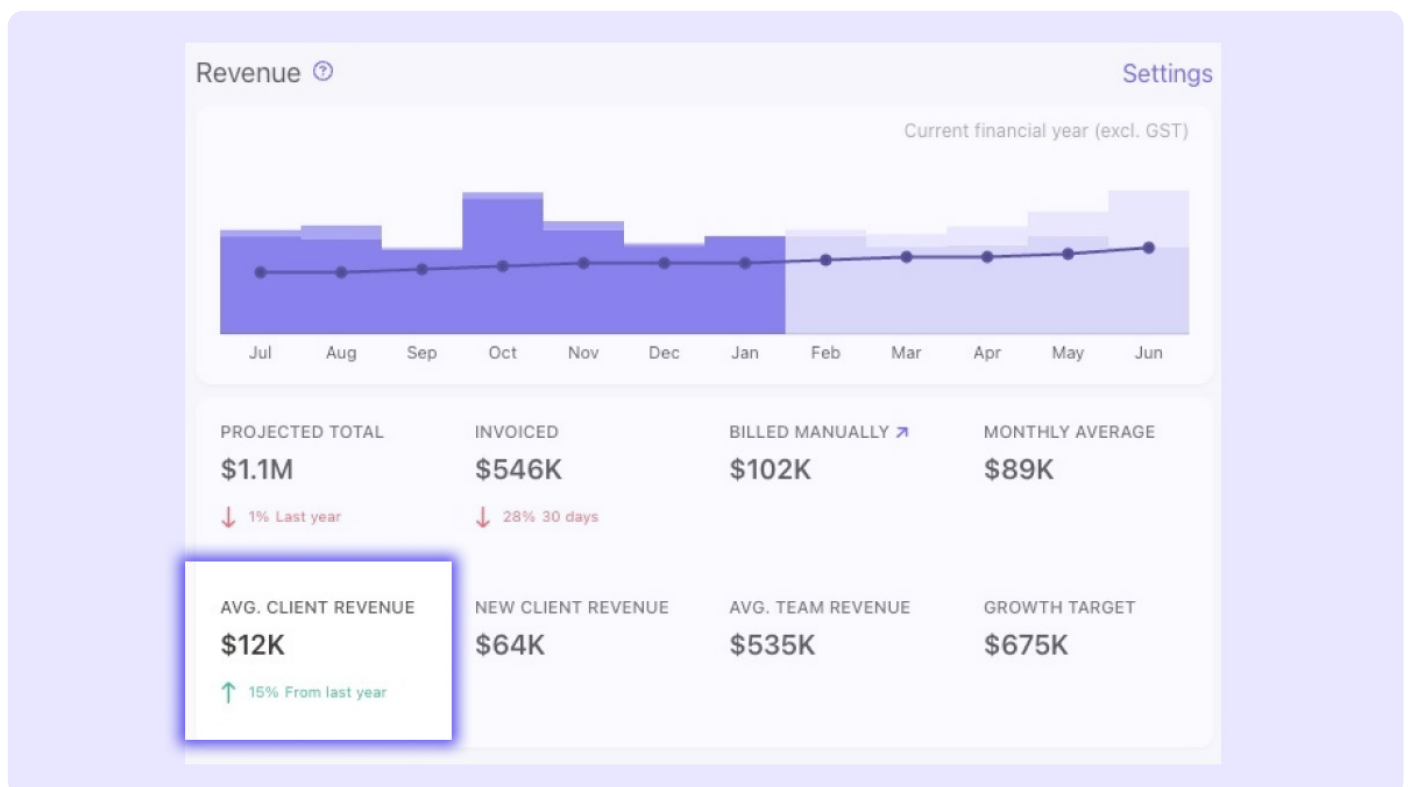 Revenue ?
Settings
Current financial year (excl. GST)
Jul Aug Sep Oct Nov Dec Jan Feb Mar Apr May Jun
PROJECTED TOTAL
$1.1M
1% Last year
INVOICED
$546K
28% 30 days
BILLED MANUALLY
$102K
MONTHLY AVERAGE
$89K
AVG. CLIENT REVENUE
$12K
15% From last year
NEW CLIENT REVENUE
$64K
AVG. TEAM REVENUE
$535K
GROWTH TARGET
$675K